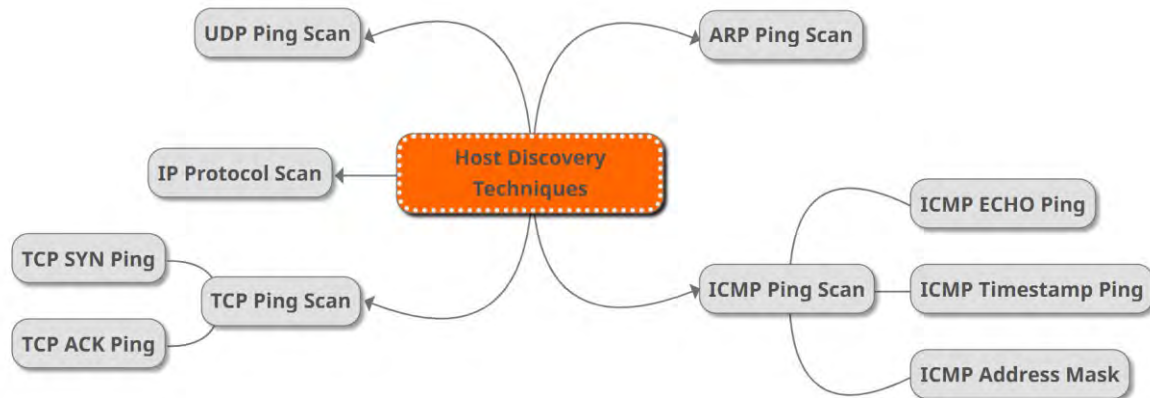 UDP Ping Scan
ARP Ping Scan
Host Discovery
Techniques
IP Protocol Scan
ICMP ECHO Ping
TCP SYN Ping
TCP Ping Scan
ICMP Ping Scan
ICMP Timestamp Ping
TCP ACK Ping
ICMP Address Mask